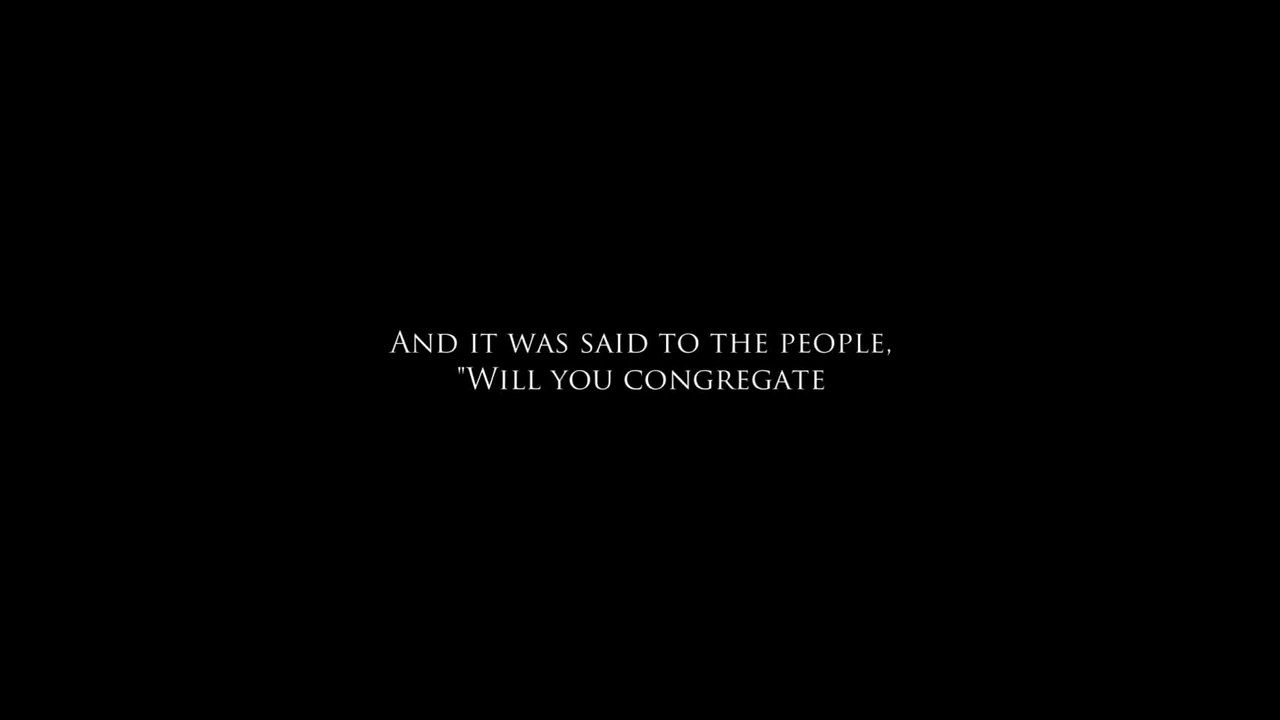 And it was said to the people,
"Will you congregate